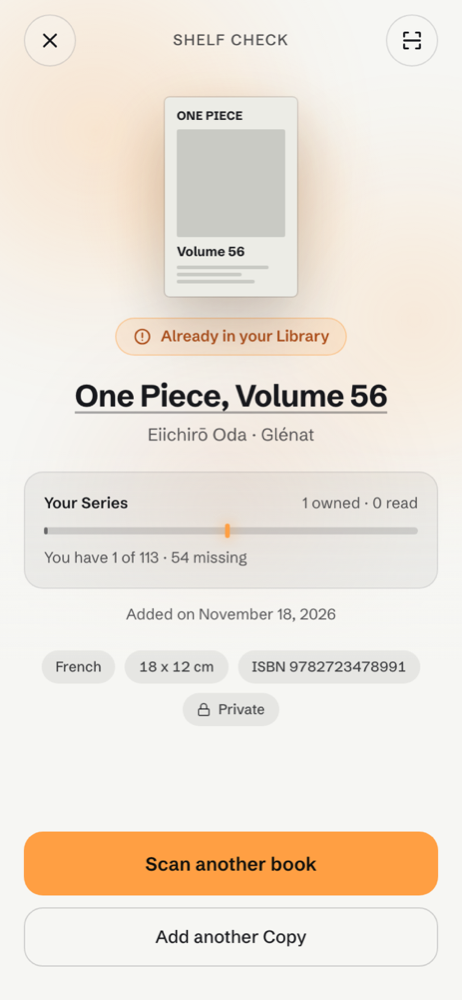 SHELF CHECK
ONE PIECE
Volume 56
Already in your Library
One Piece, Volume 56
Eiichirō Oda · Glénat
Your Series
1 owned · 0 read
You have 1 of 113 · 54 missing
Added on November 18, 2026
French
18 x 12 cm
ISBN 9782723478991
Private
Scan another book
Add another Copy